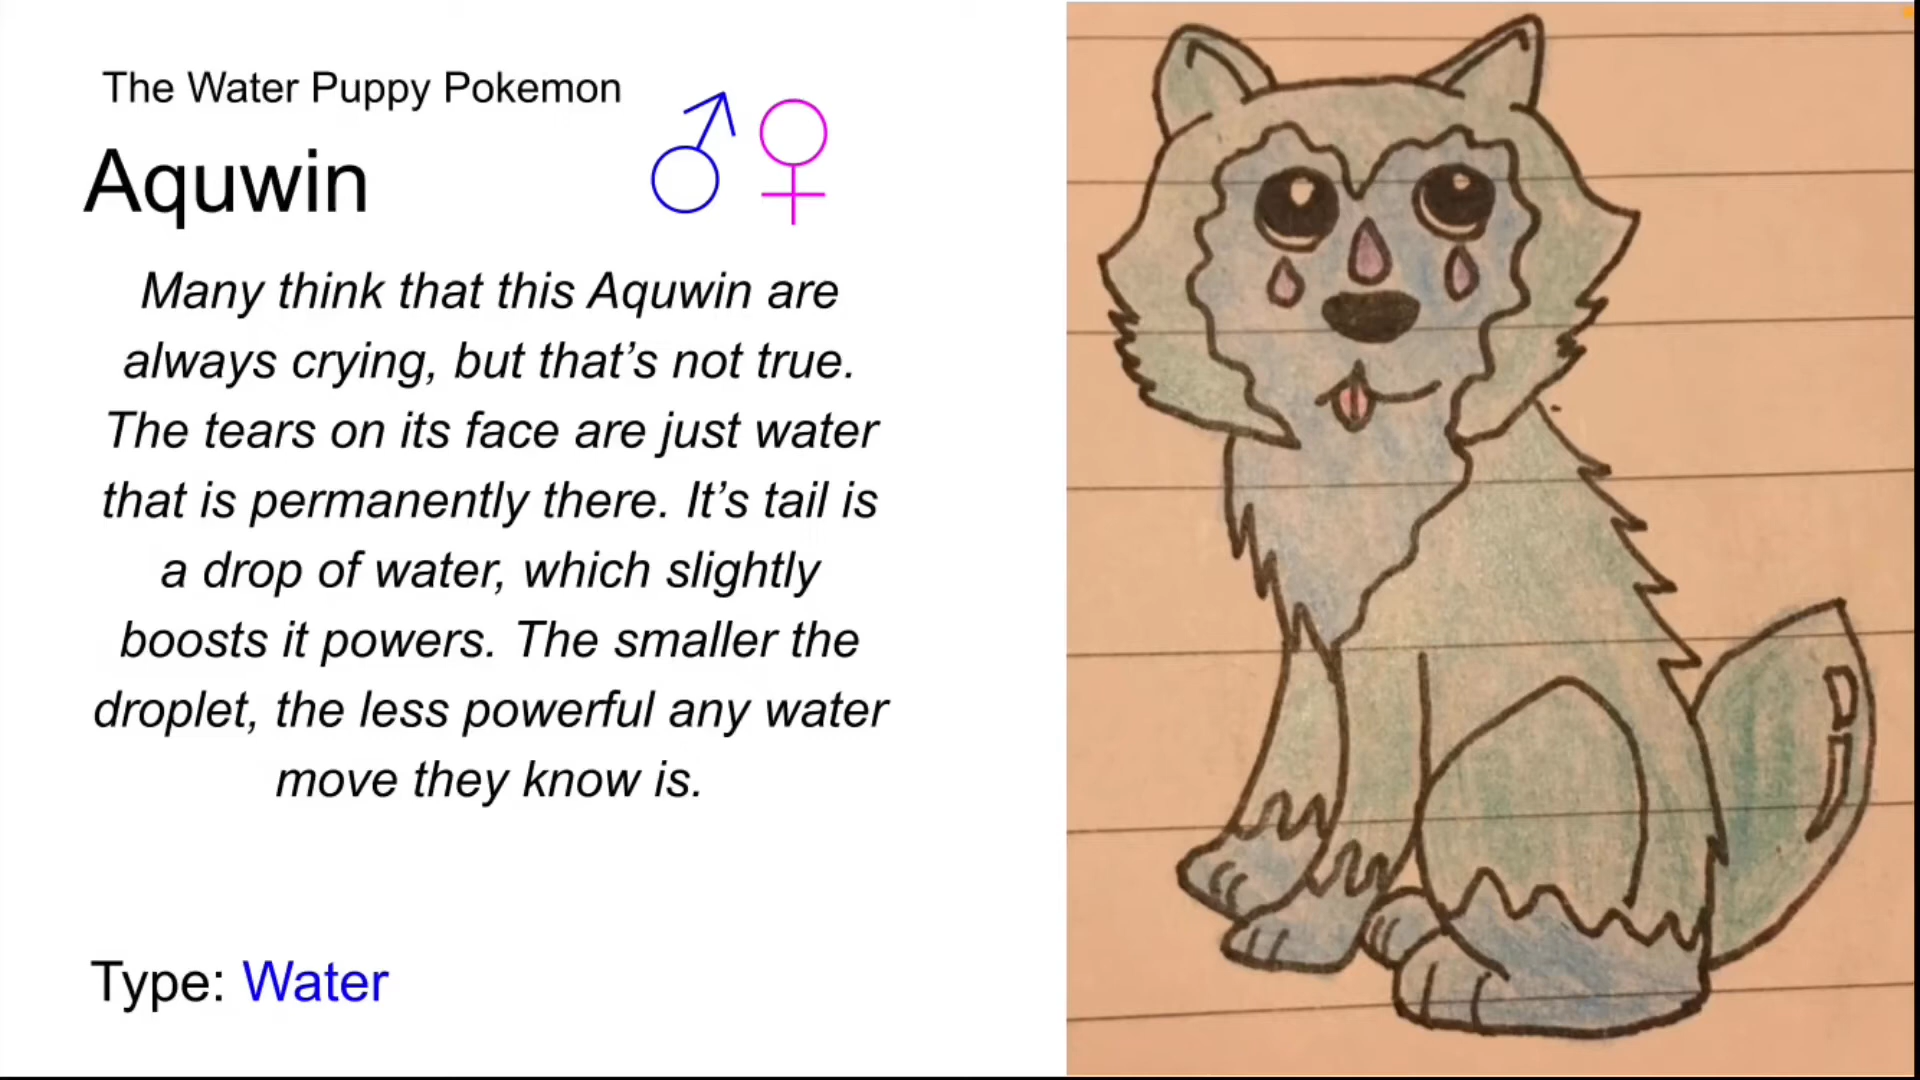 The Water Puppy Pokemon
Aquwin
Many think that this Aquwin are
always crying, but that’s not true.
The tears on its face are just water
that is permanently there. It’s tail is
a drop of water, which slightly
boosts it powers. The smaller the
droplet, the less powerful any water
move they know is.
Type: Water